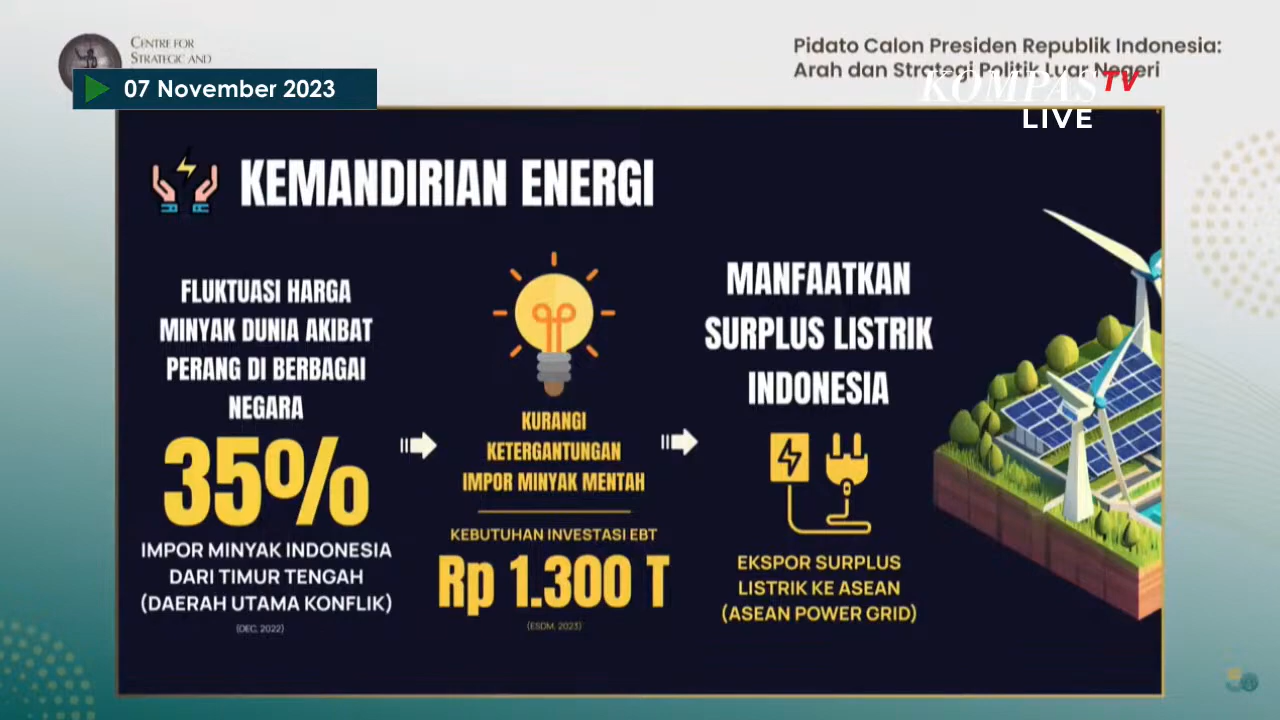 CENTRE FOR
STRATEGIC AND
Pidato Calon Presiden Republik Indonesia:
Arah dan Strategi Politik Luar Negeri
07 November 2023
KOMPAS TV
LIVE
KEMANDIRIAN ENERGI
FLUKTUASI HARGA
MINYAK DUNIA AKIBAT
PERANG DI BERBAGAI
NEGARA
35%
IMPOR MINYAK INDONESIA
DARI TIMUR TENGAH
(DAERAH UTAMA KONFLIK)
(DEC, 2022)
KURANGI
KETERGANTUNGAN
IMPOR MINYAK MENTAH
KEBUTUHAN INVESTASI EBT
Rp 1.300 T
(ESDM, 2023)
MANFAATKAN
SURPLUS LISTRIK
INDONESIA
EKSPOR SURPLUS
LISTRIK KE ASEAN
(ASEAN POWER GRID)